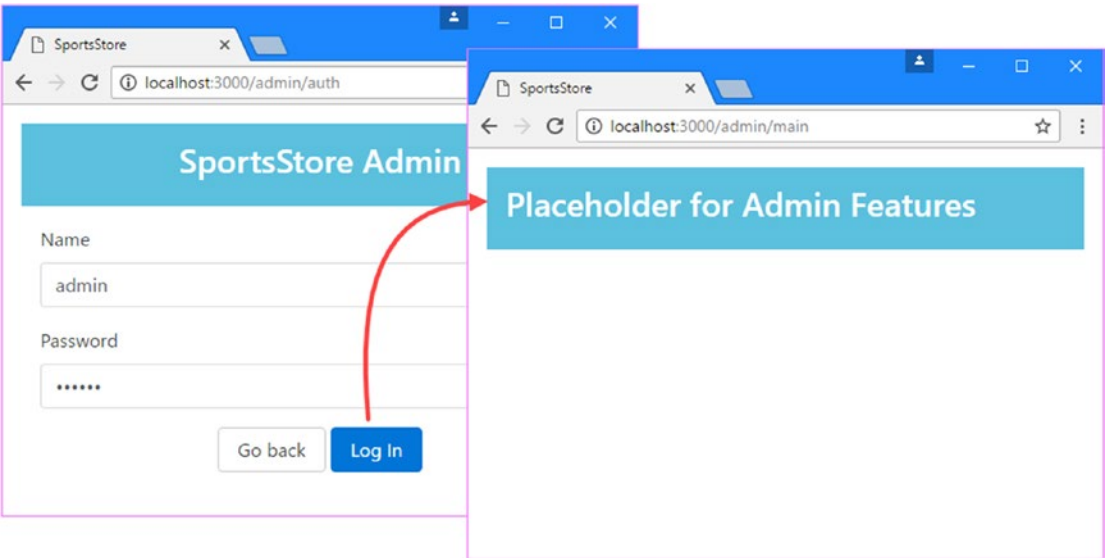 SportsStore
localhost:3000/admin/auth
SportsStore Admin
Name
admin
Password
••••••
Go back
Log In
SportsStore
localhost:3000/admin/main
Placeholder for Admin Features